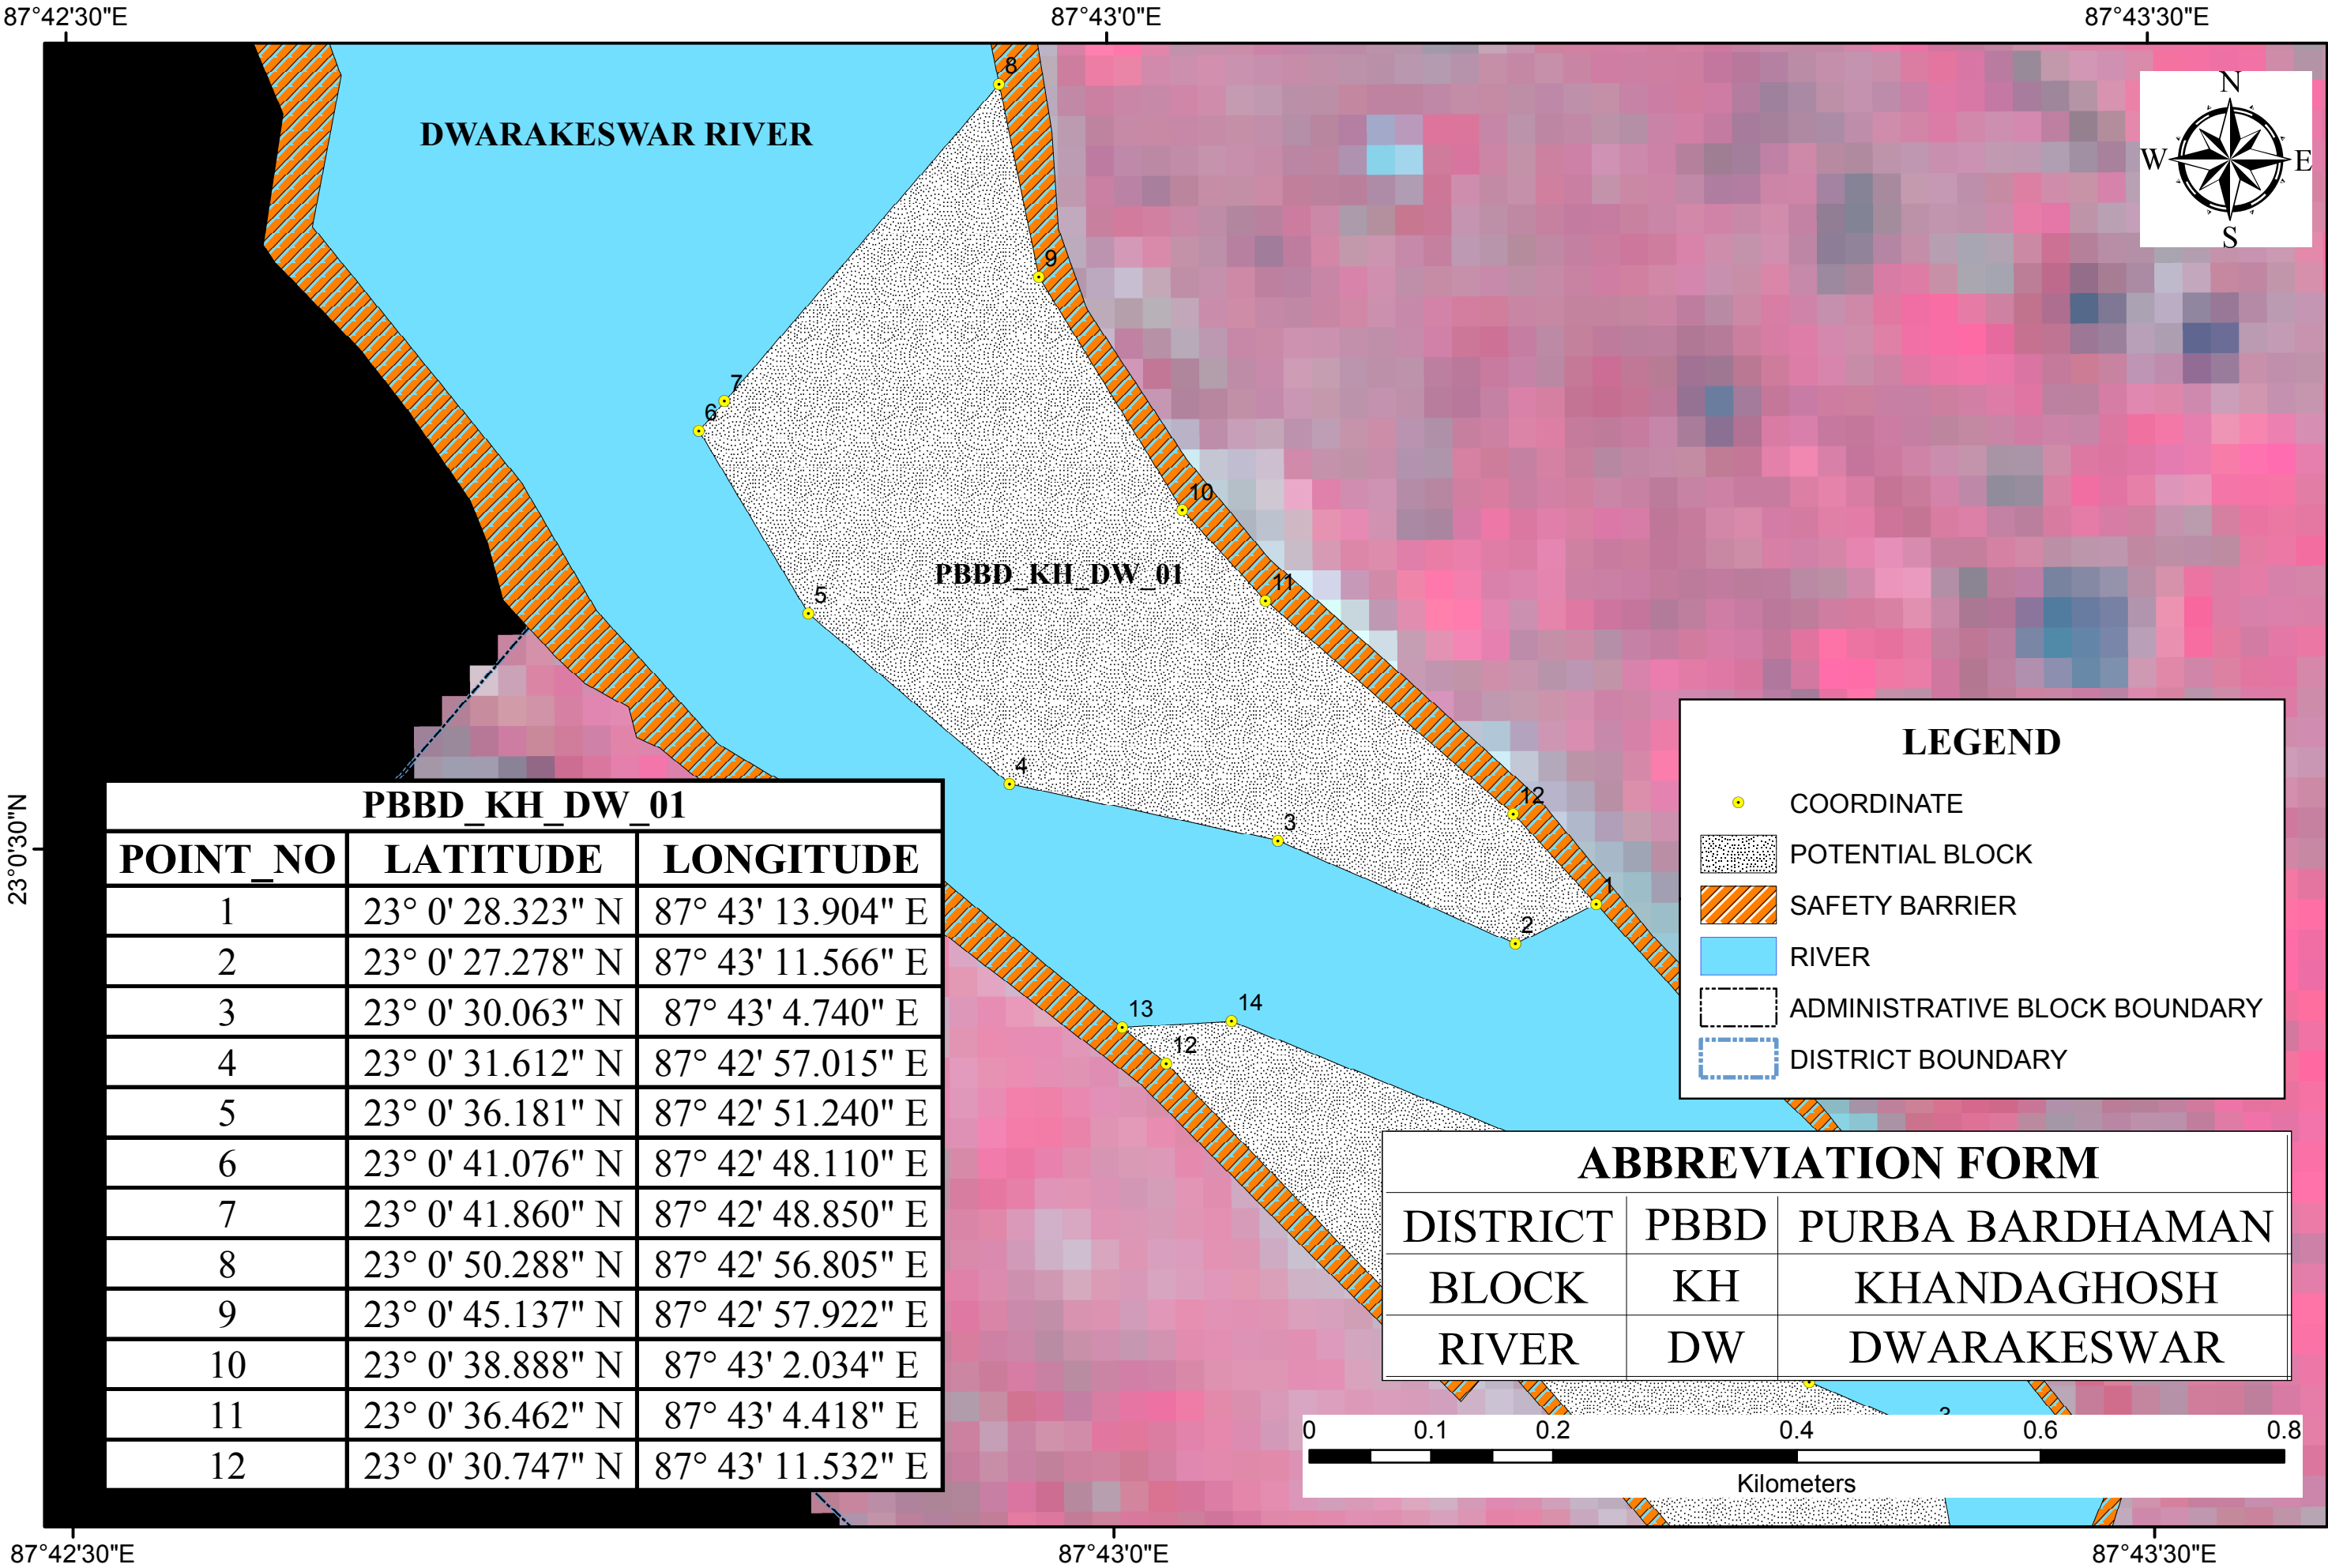 87°42'30"E 87°43'0"E 87°43'30"E
8
N
W E
S
DWARAKESWAR RIVER
9
7
6
10
PBBD_KH_DW_01
11
5
4
12
3
1
2
13 14
12
23°0'30"N
LEGEND
COORDINATE
POTENTIAL BLOCK
SAFETY BARRIER
RIVER
ADMINISTRATIVE BLOCK BOUNDARY
DISTRICT BOUNDARY
PBBD_KH_DW_01
POINT_NO LATITUDE LONGITUDE
1 23° 0' 28.323" N 87° 43' 13.904" E
2 23° 0' 27.278" N 87° 43' 11.566" E
3 23° 0' 30.063" N 87° 43' 4.740" E
4 23° 0' 31.612" N 87° 42' 57.015" E
5 23° 0' 36.181" N 87° 42' 51.240" E
6 23° 0' 41.076" N 87° 42' 48.110" E
7 23° 0' 41.860" N 87° 42' 48.850" E
8 23° 0' 50.288" N 87° 42' 56.805" E
9 23° 0' 45.137" N 87° 42' 57.922" E
10 23° 0' 38.888" N 87° 43' 2.034" E
11 23° 0' 36.462" N 87° 43' 4.418" E
12 23° 0' 30.747" N 87° 43' 11.532" E
ABBREVIATION FORM
DISTRICT PBBD PURBA BARDHAMAN
BLOCK KH KHANDAGHOSH
RIVER DW DWARAKESWAR
0 0.1 0.2 0.4 0.6 0.8
Kilometers
87°42'30"E 87°43'0"E 87°43'30"E